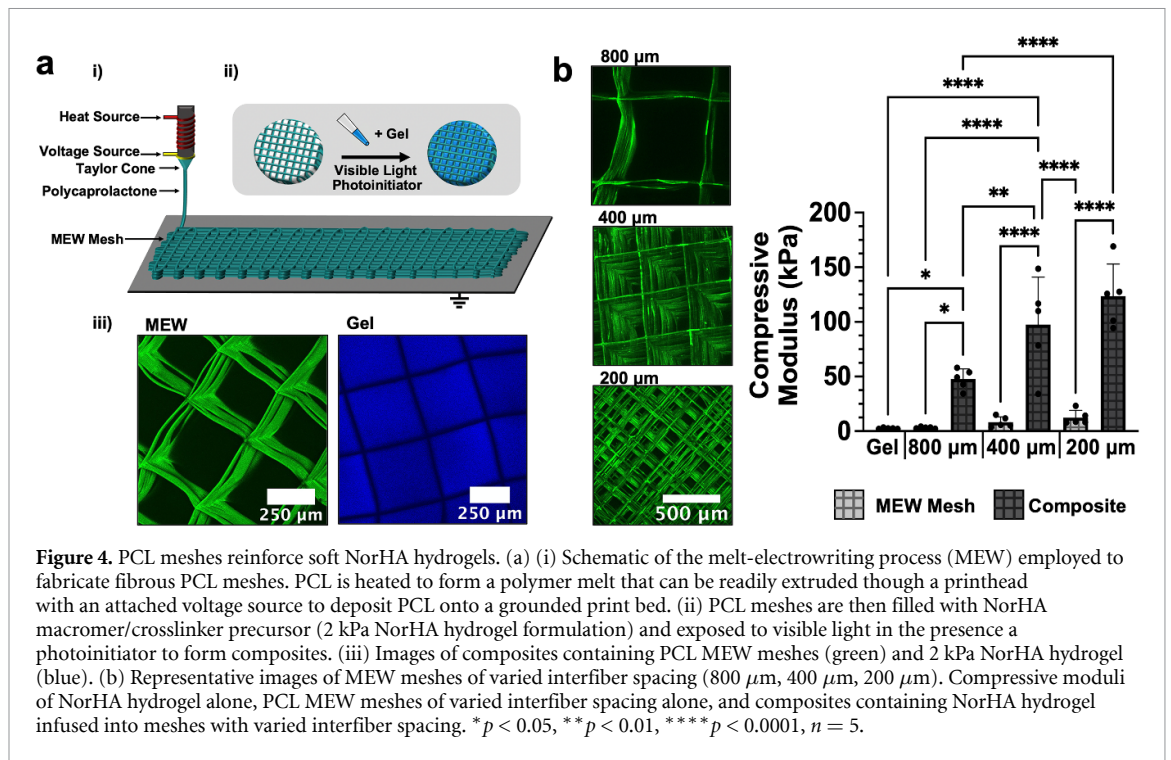 a
i)
ii)
Heat Source
Voltage Source
Taylor Cone
Polycaprolactone
MEW Mesh
+ Gel
Visible Light
Photoinitiator
iii)
MEW
Gel
250 µm
250 µm
b
800 µm
400 µm
200 µm
500 µm
****
****
****
****
**
****
****
*
*
Compressive
Modulus (kPa)
200
150
100
50
0
Gel 800 µm 400 µm 200 µm
MEW Mesh Composite
Figure 4. PCL meshes reinforce soft NorHA hydrogels. (a) (i) Schematic of the melt-electrowriting process (MEW) employed to
fabricate fibrous PCL meshes. PCL is heated to form a polymer melt that can be readily extruded though a printhead
with an attached voltage source to deposit PCL onto a grounded print bed. (ii) PCL meshes are then filled with NorHA
macromer/crosslinker precursor (2 kPa NorHA hydrogel formulation) and exposed to visible light in the presence a
photoinitiator to form composites. (iii) Images of composites containing PCL MEW meshes (green) and 2 kPa NorHA hydrogel
(blue). (b) Representative images of MEW meshes of varied interfiber spacing (800 µm, 400 µm, 200 µm). Compressive moduli
of NorHA hydrogel alone, PCL MEW meshes of varied interfiber spacing alone, and composites containing NorHA hydrogel
infused into meshes with varied interfiber spacing. *p < 0.05, **p < 0.01, ****p < 0.0001, n = 5.